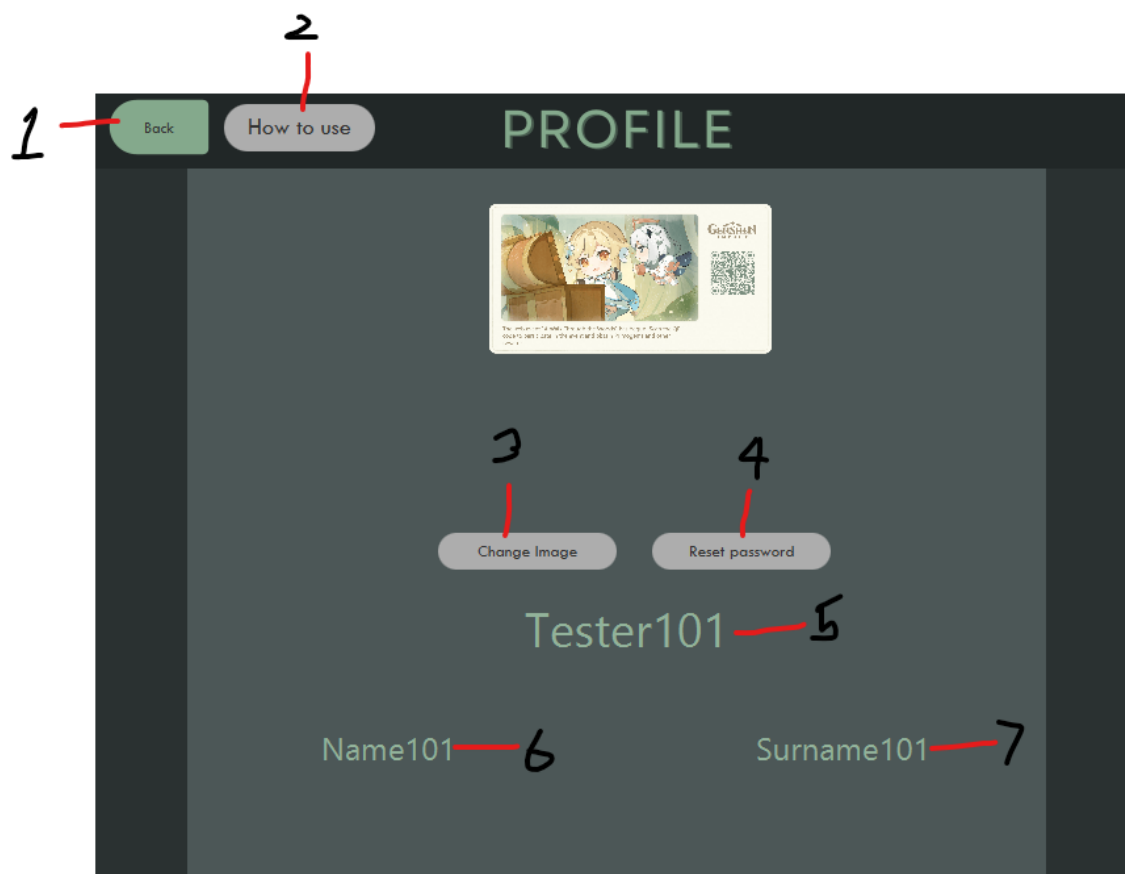 2
1
Back
How to use
PROFILE
GENSHIN
IMPACT
3
4
Change Image
Reset password
Tester101
5
Name101
6
Surname101
7